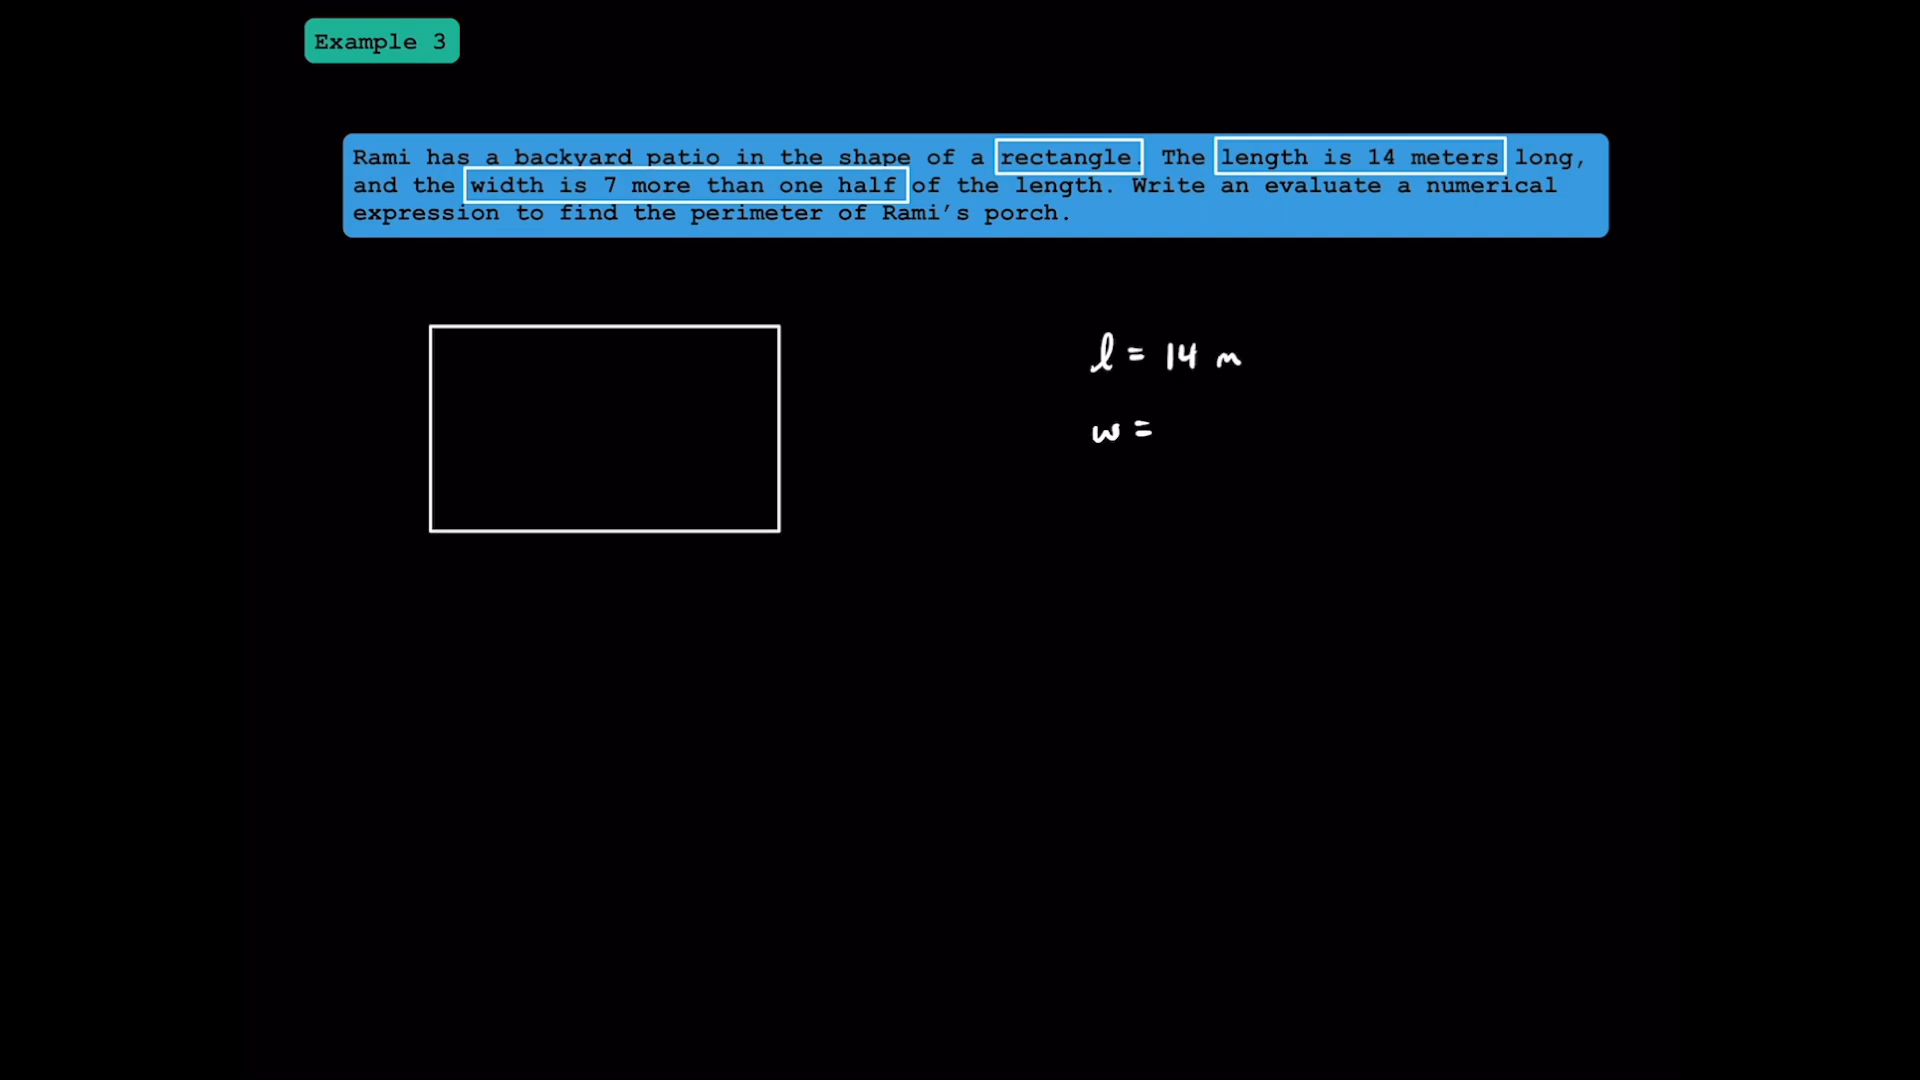 Example 3
Rami has a backyard patio in the shape of a rectangle. The length is 14 meters long,
and the width is 7 more than one half of the length. Write an evaluate a numerical
expression to find the perimeter of Rami’s porch.
l = 14 m
w =